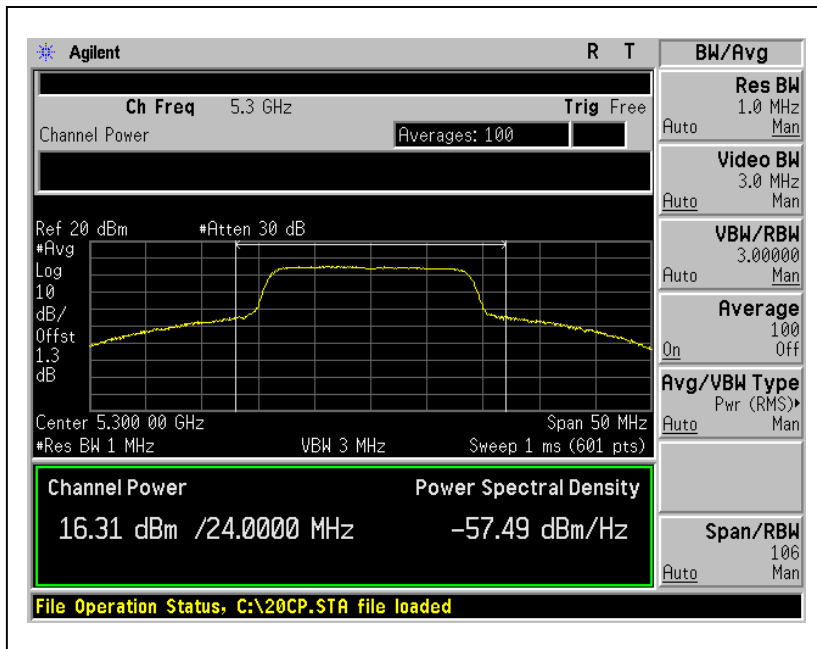 Agilent R T
Ch Freq 5.3 GHz Trig Free
Channel Power Averages: 100
Ref 20 dBm #Atten 30 dB
#Avg
Log
10
dB/
Offst
1.3
dB
Center 5.300 00 GHz Span 50 MHz
#Res BW 1 MHz VBW 3 MHz Sweep 1 ms (601 pts)
Channel Power Power Spectral Density
16.31 dBm /24.0000 MHz -57.49 dBm/Hz
File Operation Status, C:\20CP.STA file loaded
BW/Avg
Res BW
1.0 MHz
Auto Man
Video BW
3.0 MHz
Auto Man
VBW/RBW
3.00000
Auto Man
Average
100
On Off
Avg/VBW Type
Pwr (RMS)▸
Auto Man
Span/RBW
106
Auto Man